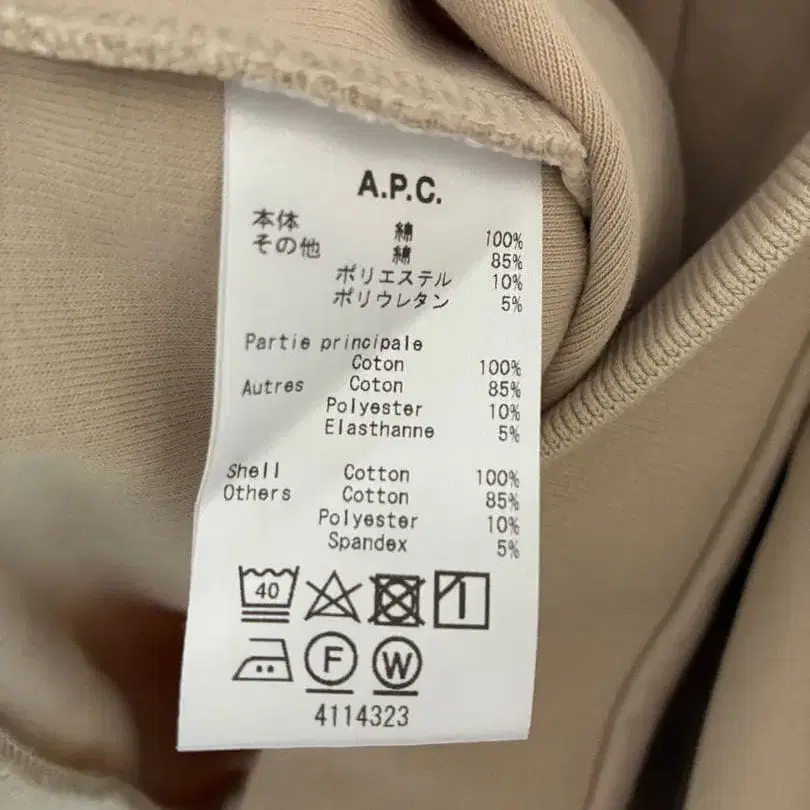 A.P.C.
本体 綿 100%
その他 綿 85%
ポリエステル 10%
ポリウレタン 5%
Partie principale
Coton 100%
Autres Coton 85%
Polyester 10%
Elasthanne 5%
Shell Cotton 100%
Others Cotton 85%
Polyester 10%
Spandex 5%
40
F W
4114323